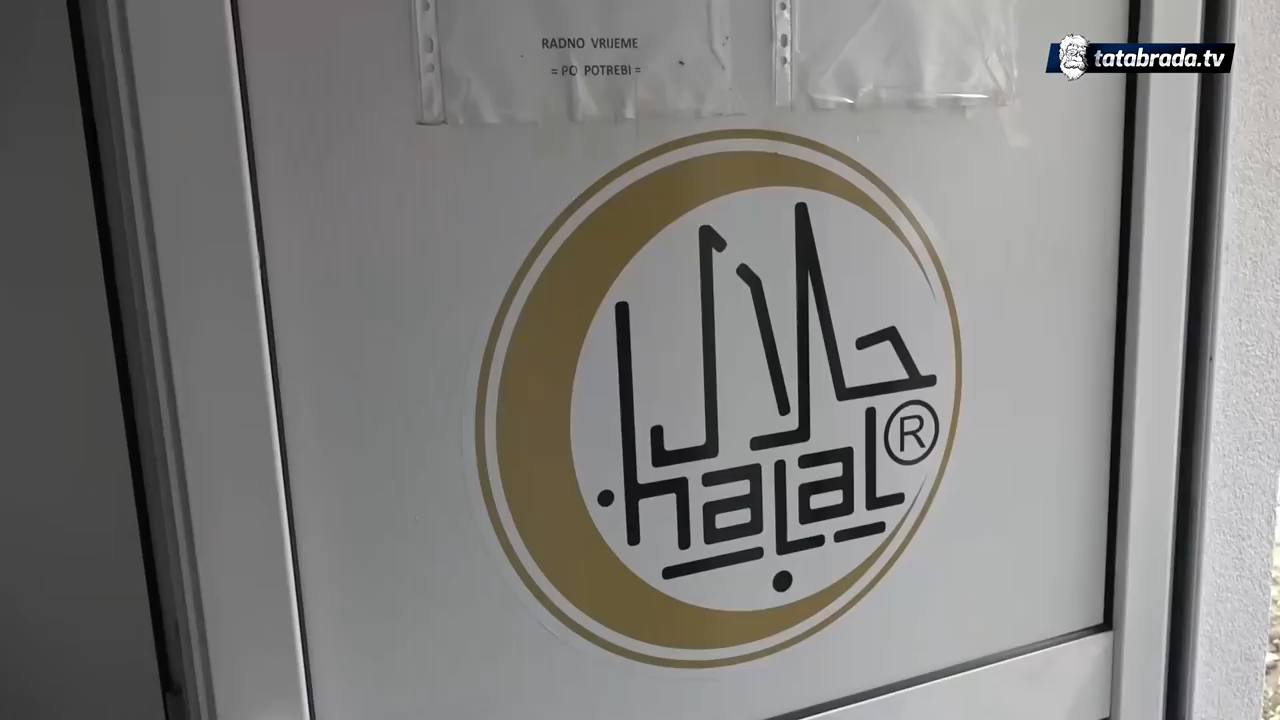 RADNO VRIJEME
= PO POTREBI =
tatabrada.tv
حلال
halal
®